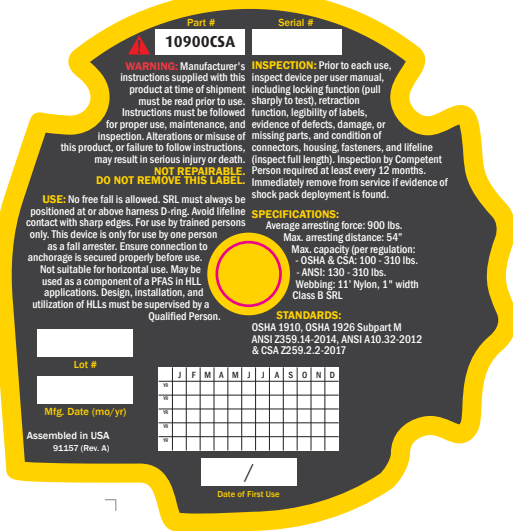 Part #
Serial #
10900CSA
WARNING: Manufacturer's
instructions supplied with this
product at time of shipment
must be read prior to use.
Instructions must be followed
for proper use, maintenance, and
inspection. Alterations or misuse of
this product, or failure to follow instructions,
may result in serious injury or death.
NOT REPAIRABLE.
DO NOT REMOVE THIS LABEL.
USE: No free fall is allowed. SRL must always be
positioned at or above harness D-ring. Avoid lifeline
contact with sharp edges. For use by trained persons
only. This device is only for use by one person
as a fall arrester. Ensure connection to
anchorage is secured properly before use.
Not suitable for horizontal use. May be
used as a component of a PFAS in HLL
applications. Design, installation, and
utilization of HLLs must be supervised by a
Qualified Person.
INSPECTION: Prior to each use,
inspect device per user manual,
including locking function (pull
sharply to test), retraction
function, legibility of labels,
evidence of defects, damage, or
missing parts, and condition of
connectors, housing, fasteners, and lifeline
(inspect full length). Inspection by Competent
Person required at least every 12 months.
Immediately remove from service if evidence of
shock pack deployment is found.
SPECIFICATIONS:
Average arresting force: 900 lbs.
Max. arresting distance: 54"
Max. capacity (per regulation:
- OSHA & CSA: 100 - 310 lbs.
- ANSI: 130 - 310 lbs.
Webbing: 11' Nylon, 1" width
Class B SRL
STANDARDS:
OSHA 1910, OSHA 1926 Subpart M
ANSI Z359.14-2014, ANSI A10.32-2012
& CSA Z259.2.2-2017
Lot #
Mfg. Date (mo/yr)
Assembled in USA
91157 (Rev. A)
J F M A M J J A S O N D
YR
YR
YR
YR
YR
/
Date of First Use